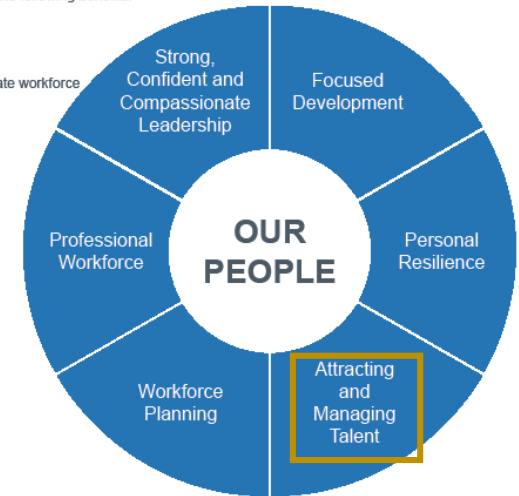 Strong,
Confident and
Compassionate
Leadership
Focused
Development
ate workforce
Professional
Workforce
OUR
PEOPLE
Personal
Resilience
Workforce
Planning
Attracting
and
Managing
Talent